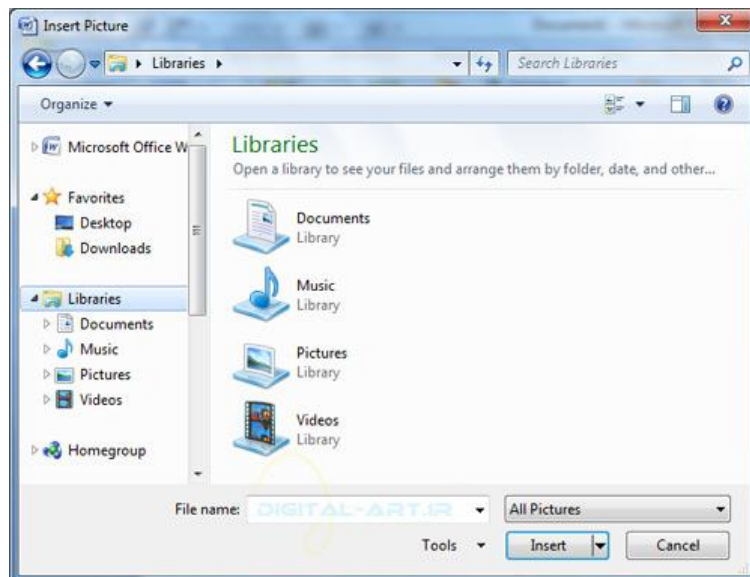 Insert Picture
Libraries
Search Libraries
Organize
Microsoft Office W
Libraries
Open a library to see your files and arrange them by folder, date, and other...
Favorites
Desktop
Downloads
Libraries
Documents
Music
Pictures
Videos
Homegroup
Documents
Library
Music
Library
Pictures
Library
Videos
Library
File name: DIGITAL-ART.IR
All Pictures
Tools
Insert
Cancel